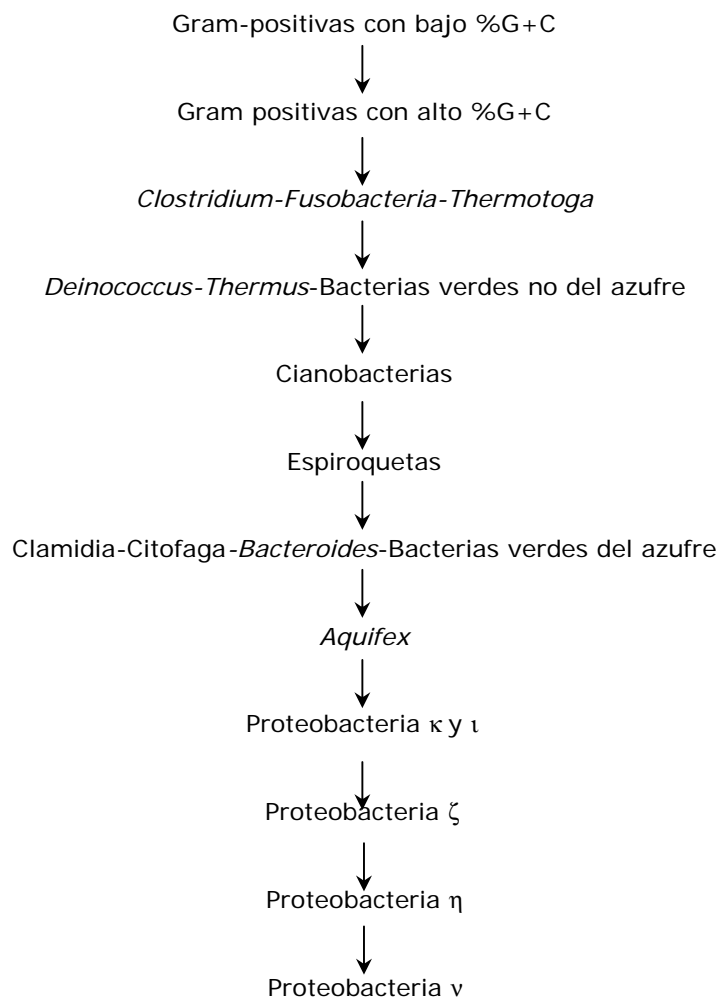 Gram-positivas con bajo %G+C
Gram positivas con alto %G+C
Clostridium-Fusobacteria-Thermotoga
Deinococcus-Thermus-Bacterias verdes no del azufre
Cianobacterias
Espiroquetas
Clamidia-Citofaga-Bacteroides-Bacterias verdes del azufre
Aquifex
Proteobacteria κ y ι
Proteobacteria ζ
Proteobacteria η
Proteobacteria ν